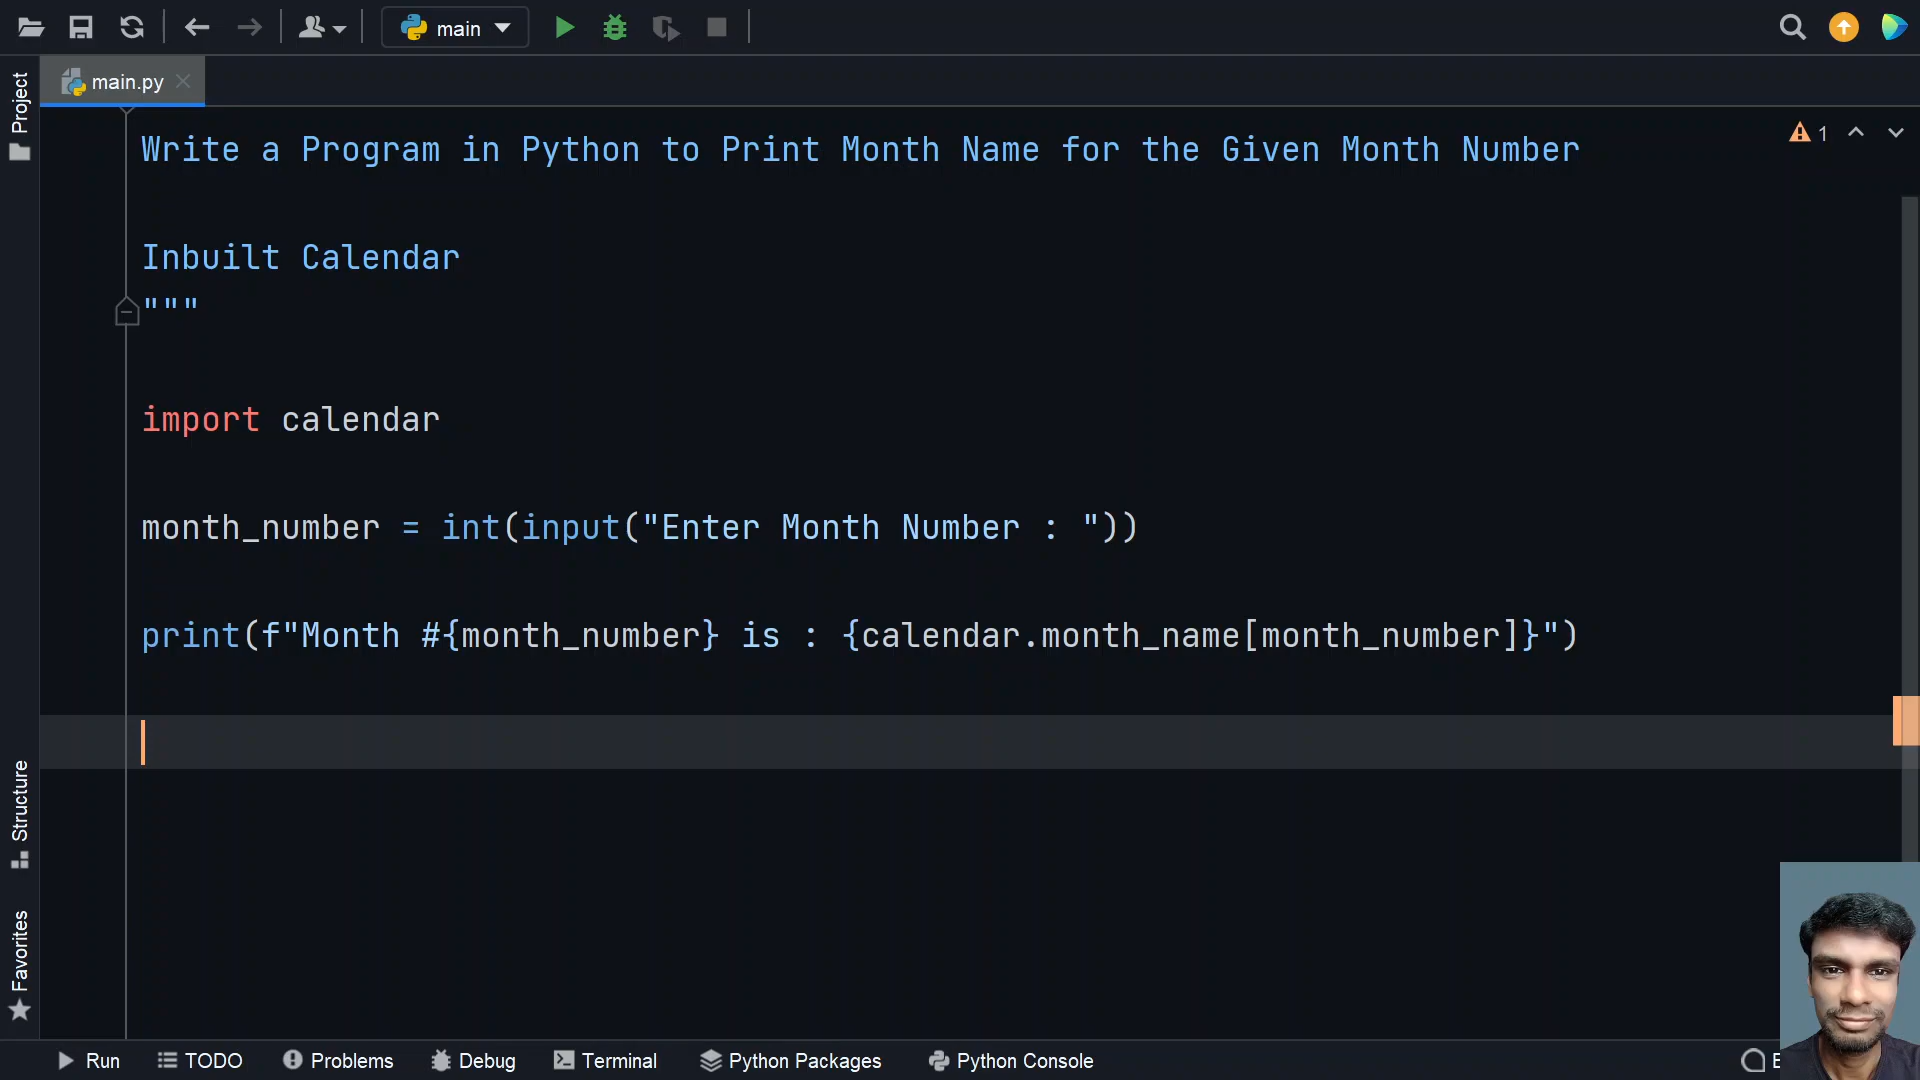 main
Project
main.py
1
Write a Program in Python to Print Month Name for the Given Month Number
Inbuilt Calendar
"""
import calendar
month_number = int(input("Enter Month Number : "))
print(f"Month #{month_number} is : {calendar.month_name[month_number]}")
Structure
Favorites
Run
TODO
Problems
Debug
Terminal
Python Packages
Python Console